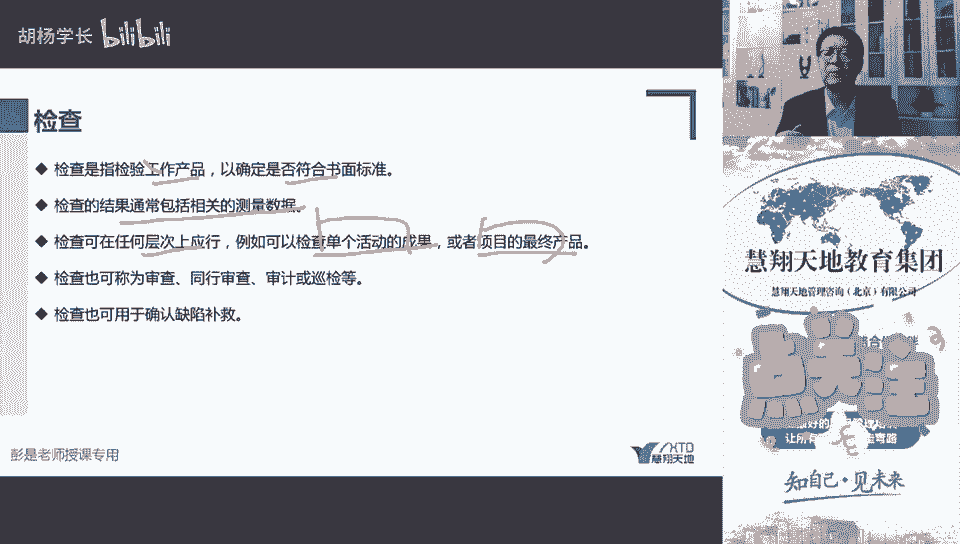 胡杨学长 bilibili
检查
◆ 检查是指检验工作产品，以确定是否符合书面标准。
◆ 检查的结果通常包括相关的测量数据。
◆ 检查可在任何层次上应行，例如可以检查单个活动的成果，或者项目的最终产品。
◆ 检查也可称为审查、同行审查、审计或巡检等。
◆ 检查也可用于确认缺陷补救。
彭是老师授课专用
慧翔天地
慧翔天地教育集团
慧翔天地管理咨询（北京）有限公司
点关注
知自己·见未来